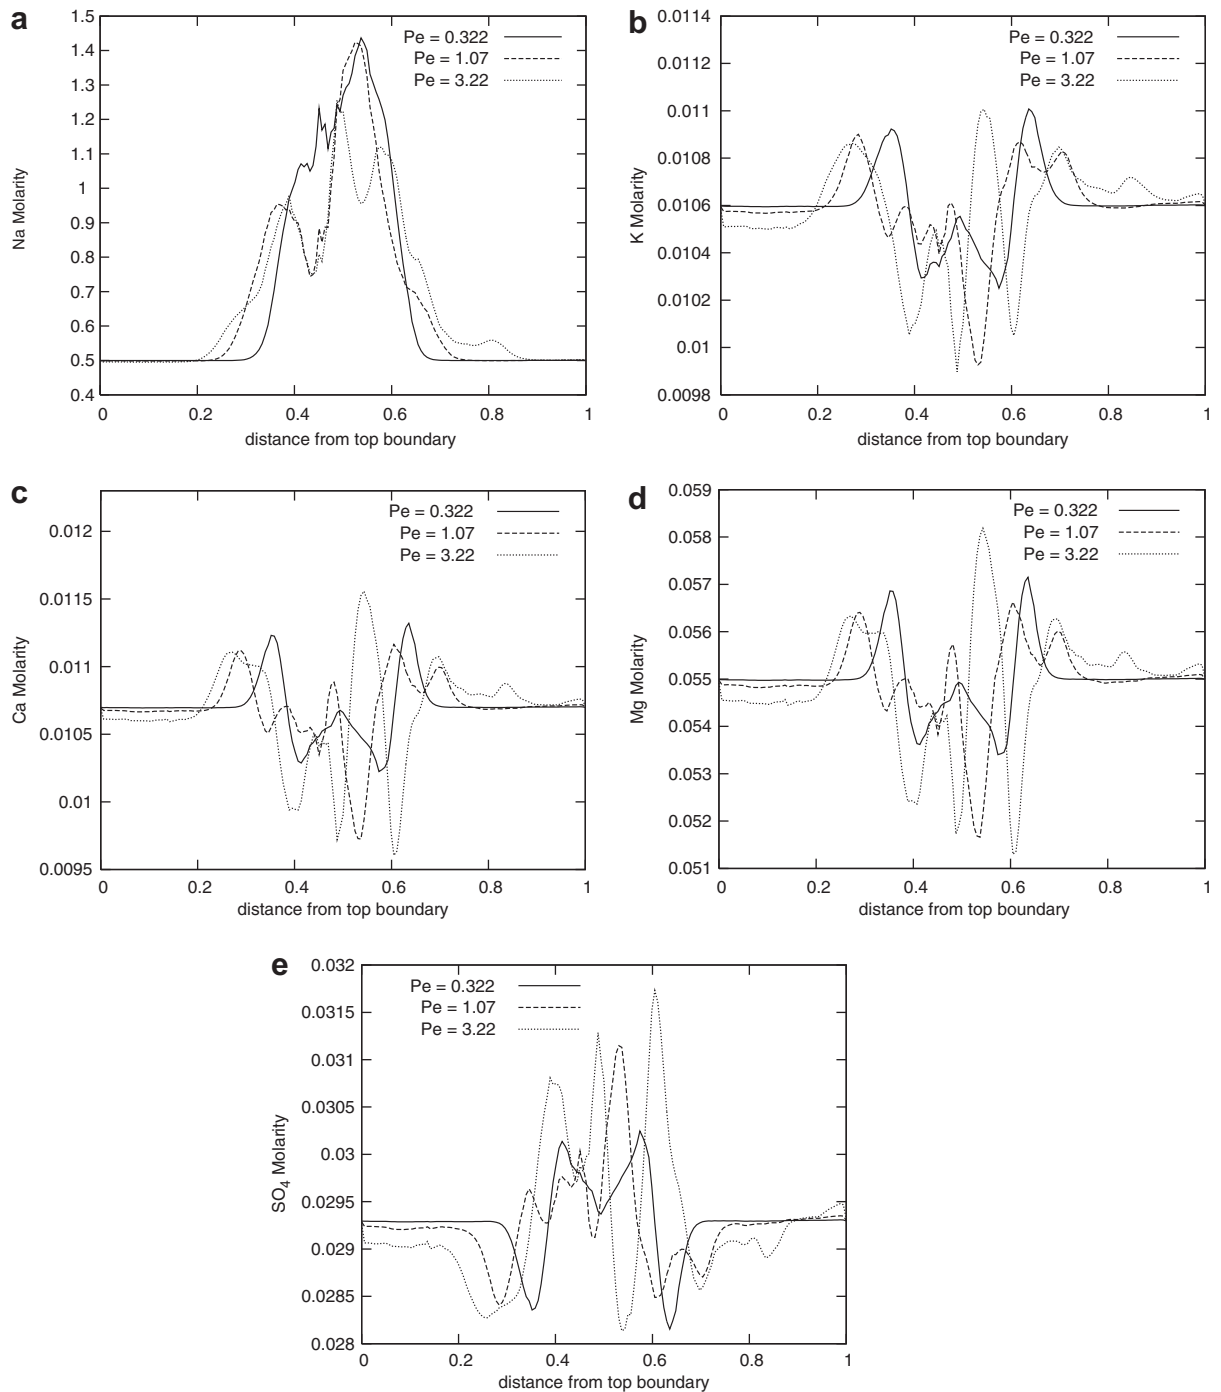 a
1.5
1.4
1.3
1.2
1.1
1
0.9
0.8
0.7
0.6
0.5
0.4
Na Molarity
Pe = 0.322
Pe = 1.07
Pe = 3.22
0 0.2 0.4 0.6 0.8 1
distance from top boundary
b
0.0114
0.0112
0.011
0.0108
0.0106
0.0104
0.0102
0.01
0.0098
K Molarity
Pe = 0.322
Pe = 1.07
Pe = 3.22
0 0.2 0.4 0.6 0.8 1
distance from top boundary
c
0.012
0.0115
0.011
0.0105
0.01
0.0095
Ca Molarity
Pe = 0.322
Pe = 1.07
Pe = 3.22
0 0.2 0.4 0.6 0.8 1
distance from top boundary
d
0.059
0.058
0.057
0.056
0.055
0.054
0.053
0.052
0.051
Mg Molarity
Pe = 0.322
Pe = 1.07
Pe = 3.22
0 0.2 0.4 0.6 0.8 1
distance from top boundary
e
0.032
0.0315
0.031
0.0305
0.03
0.0295
0.029
0.0285
0.028
SO4 Molarity
Pe = 0.322
Pe = 1.07
Pe = 3.22
0 0.2 0.4 0.6 0.8 1
distance from top boundary